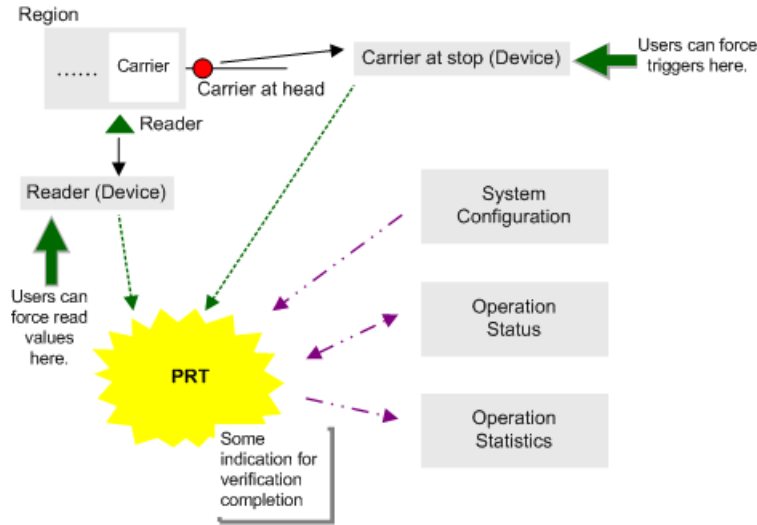 Region
......
Carrier
Carrier at head
Carrier at stop (Device)
Users can force
triggers here.
Reader
Reader (Device)
System
Configuration
Users can
force read
values
here.
Operation
Status
PRT
Operation
Statistics
Some
indication for
verification
completion